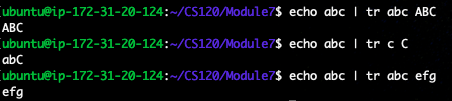 [ubuntu@ip-172-31-20-124:~/CS120/Module7$ echo abc | tr abc ABC
ABC
[ubuntu@ip-172-31-20-124:~/CS120/Module7$ echo abc | tr c C
abC
[ubuntu@ip-172-31-20-124:~/CS120/Module7$ echo abc | tr abc efg
efg